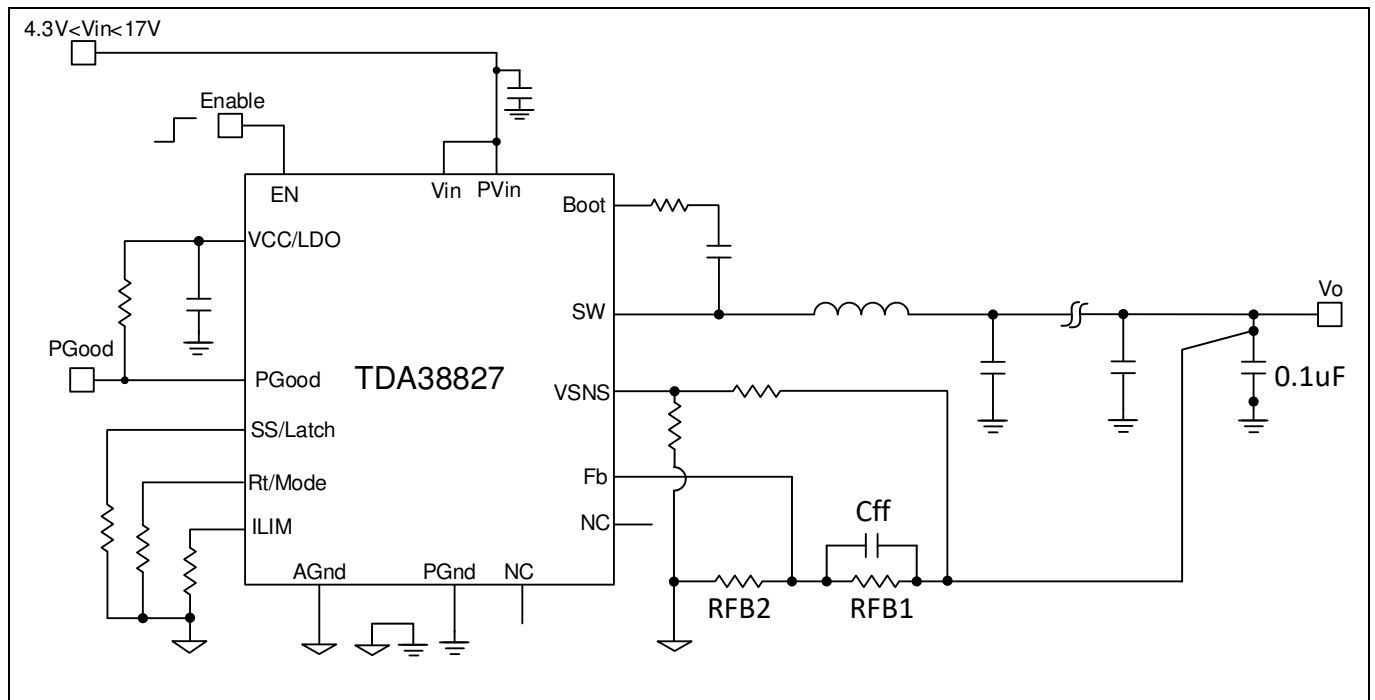 4.3V<Vin<17V
Enable
EN
Vin
PVin
Boot
VCC/LDO
SW
Vo
PGood
PGood
TDA38827
VSNS
0.1uF
SS/Latch
Rt/Mode
Fb
Cff
NC
ILIM
AGnd
PGnd
NC
RFB2
RFB1